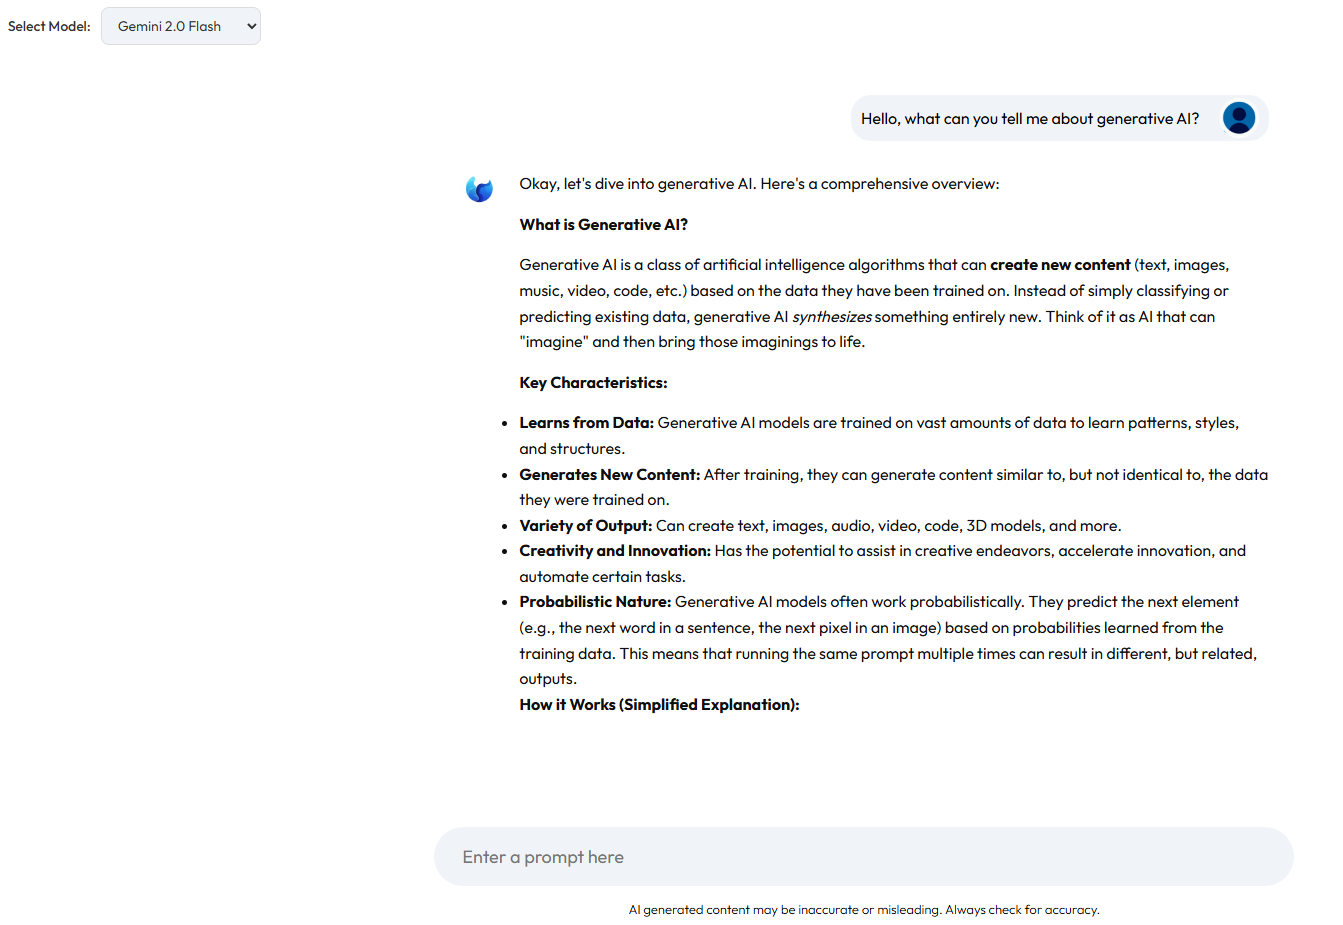 Select Model: Gemini 2.0 Flash
Hello, what can you tell me about generative AI?
Okay, let's dive into generative AI. Here's a comprehensive overview:
What is Generative AI?
Generative AI is a class of artificial intelligence algorithms that can create new content (text, images,
music, video, code, etc.) based on the data they have been trained on. Instead of simply classifying or
predicting existing data, generative AI synthesizes something entirely new. Think of it as AI that can
"imagine" and then bring those imaginings to life.
Key Characteristics:
• Learns from Data: Generative AI models are trained on vast amounts of data to learn patterns, styles,
and structures.
• Generates New Content: After training, they can generate content similar to, but not identical to, the data
they were trained on.
• Variety of Output: Can create text, images, audio, video, code, 3D models, and more.
• Creativity and Innovation: Has the potential to assist in creative endeavors, accelerate innovation, and
automate certain tasks.
• Probabilistic Nature: Generative AI models often work probabilistically. They predict the next element
(e.g., the next word in a sentence, the next pixel in an image) based on probabilities learned from the
training data. This means that running the same prompt multiple times can result in different, but related,
outputs.
How it Works (Simplified Explanation):
Enter a prompt here
AI generated content may be inaccurate or misleading. Always check for accuracy.